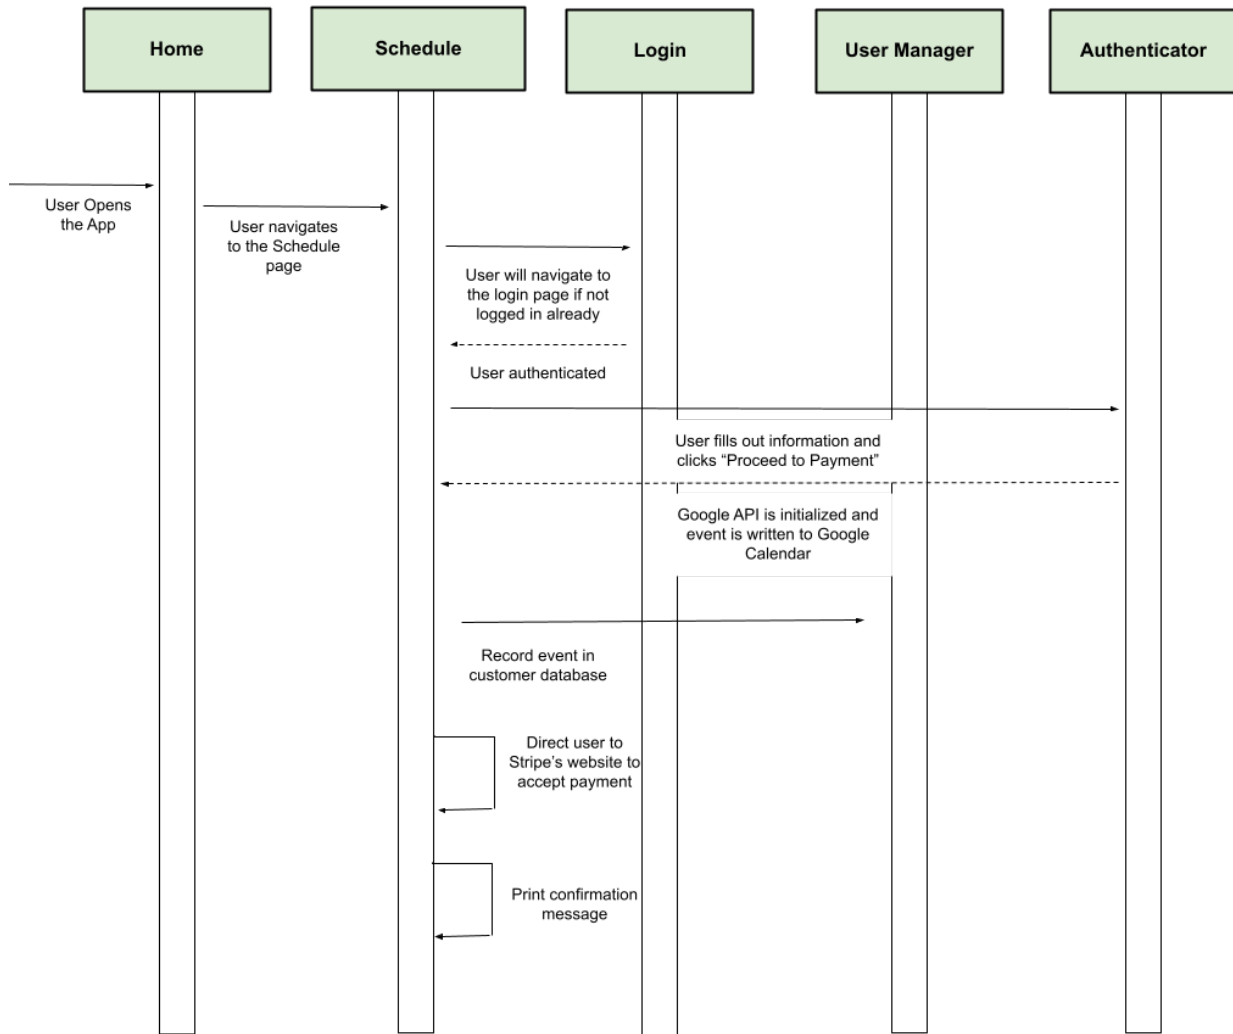 Home
Schedule
Login
User Manager
Authenticator
User Opens
the App
User navigates
to the Schedule
page
User will navigate to
the login page if not
logged in already
User authenticated
User fills out information and
clicks “Proceed to Payment”
Google API is initialized and
event is written to Google
Calendar
Record event in
customer database
Direct user to
Stripe’s website to
accept payment
Print confirmation
message